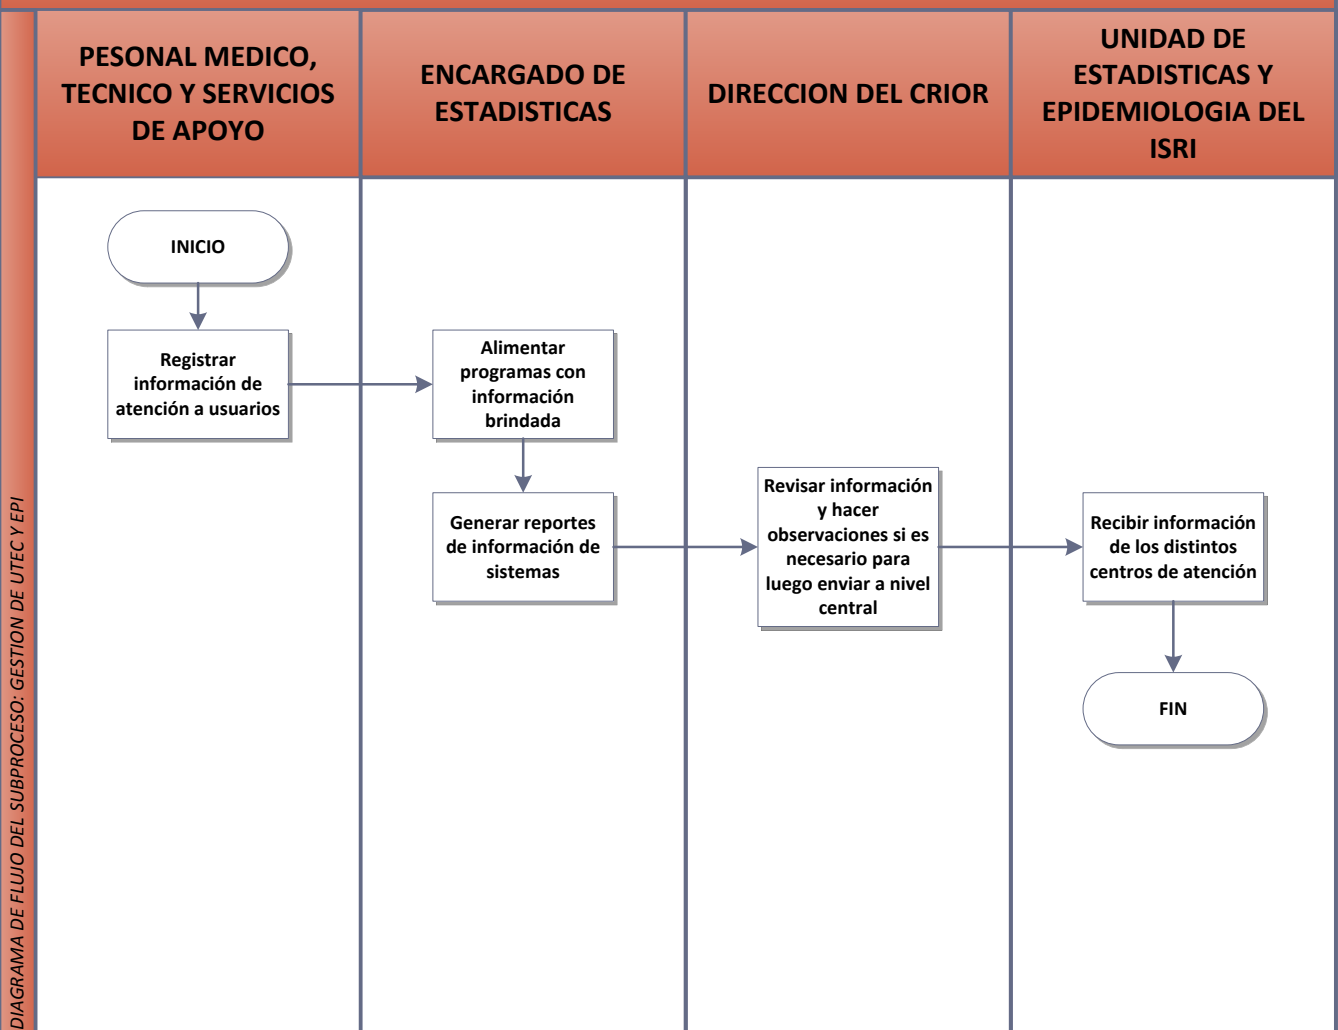 PESONAL MEDICO,
TECNICO Y SERVICIOS
DE APOYO
ENCARGADO DE
ESTADISTICAS
DIRECCION DEL CRIOR
UNIDAD DE
ESTADISTICAS Y
EPIDEMIOLOGIA DEL
ISRI
INICIO
Registrar
información de
atención a usuarios
Alimentar
programas con
información
brindada
Generar reportes
de información de
sistemas
Revisar información
y hacer
observaciones si es
necesario para
luego enviar a nivel
central
Recibir información
de los distintos
centros de atención
FIN
DIAGRAMA DE FLUJO DEL SUBPROCESO: GESTION DE UTEC Y EPI